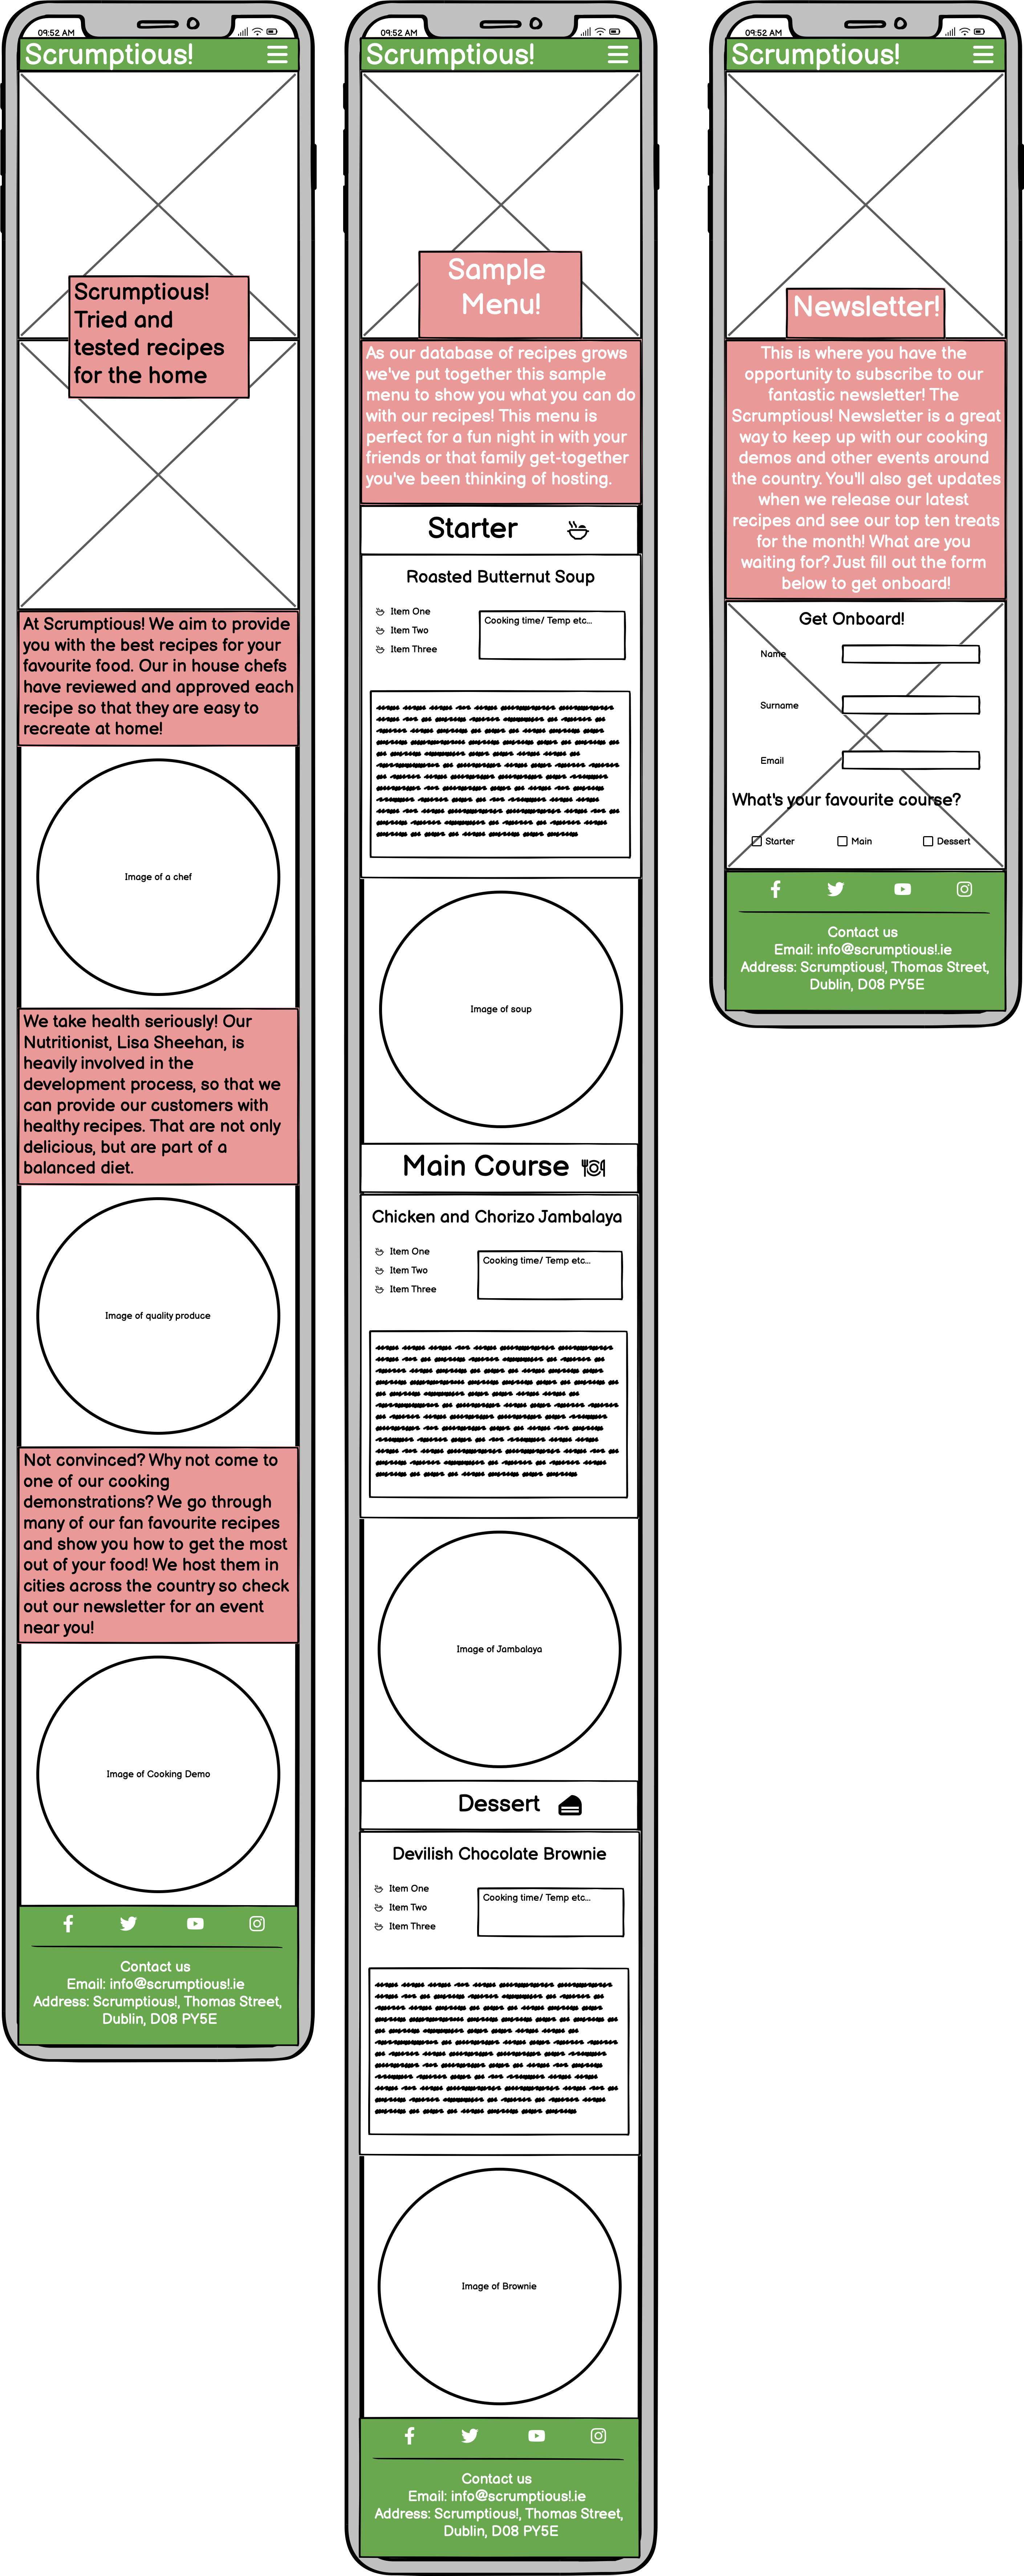 09:52 AM
Scrumptious!
Scrumptious!
Tried and
tested recipes
for the home
At Scrumptious! We aim to provide
you with the best recipes for your
favourite food. Our in house chefs
have reviewed and approved each
recipe so that they are easy to
recreate at home!
Image of a chef
We take health seriously! Our
Nutritionist, Lisa Sheehan, is
heavily involved in the
development process, so that we
can provide our customers with
healthy recipes. That are not only
delicious, but are part of a
balanced diet.
Image of quality produce
Not convinced? Why not come to
one of our cooking
demonstrations? We go through
many of our fan favourite recipes
and show you how to get the most
out of your food! We host them in
cities across the country so check
out our newsletter for an event
near you!
Image of Cooking Demo
Contact us
Email: info@scrumptious!.ie
Address: Scrumptious!, Thomas Street,
Dublin, D08 PY5E
09:52 AM
Scrumptious!
Sample
Menu!
As our database of recipes grows
we've put together this sample
menu to show you what you can do
with our recipes! This menu is
perfect for a fun night in with your
friends or that family get-together
you've been thinking of hosting.
Starter
Roasted Butternut Soup
Item One
Item Two
Item Three
Cooking time/ Temp etc...
Image of soup
Main Course
Chicken and Chorizo Jambalaya
Item One
Item Two
Item Three
Cooking time/ Temp etc...
Image of Jambalaya
Dessert
Devilish Chocolate Brownie
Item One
Item Two
Item Three
Cooking time/ Temp etc...
Image of Brownie
Contact us
Email: info@scrumptious!.ie
Address: Scrumptious!, Thomas Street,
Dublin, D08 PY5E
09:52 AM
Scrumptious!
Newsletter!
This is where you have the
opportunity to subscribe to our
fantastic newsletter! The
Scrumptious! Newsletter is a great
way to keep up with our cooking
demos and other events around
the country. You'll also get updates
when we release our latest
recipes and see our top ten treats
for the month! What are you
waiting for? Just fill out the form
below to get onboard!
Get Onboard!
Name
Surname
Email
What's your favourite course?
Starter Main Dessert
Contact us
Email: info@scrumptious!.ie
Address: Scrumptious!, Thomas Street,
Dublin, D08 PY5E